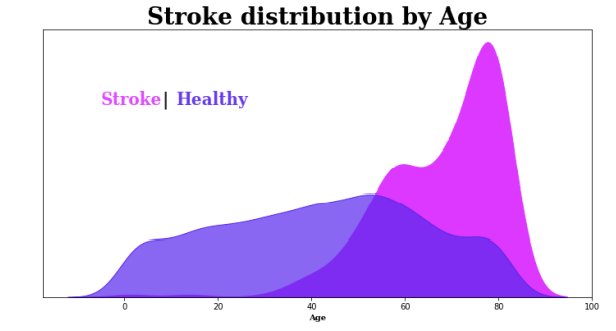 Stroke distribution by Age
Stroke | Healthy
0 20 40 60 80 100
Age